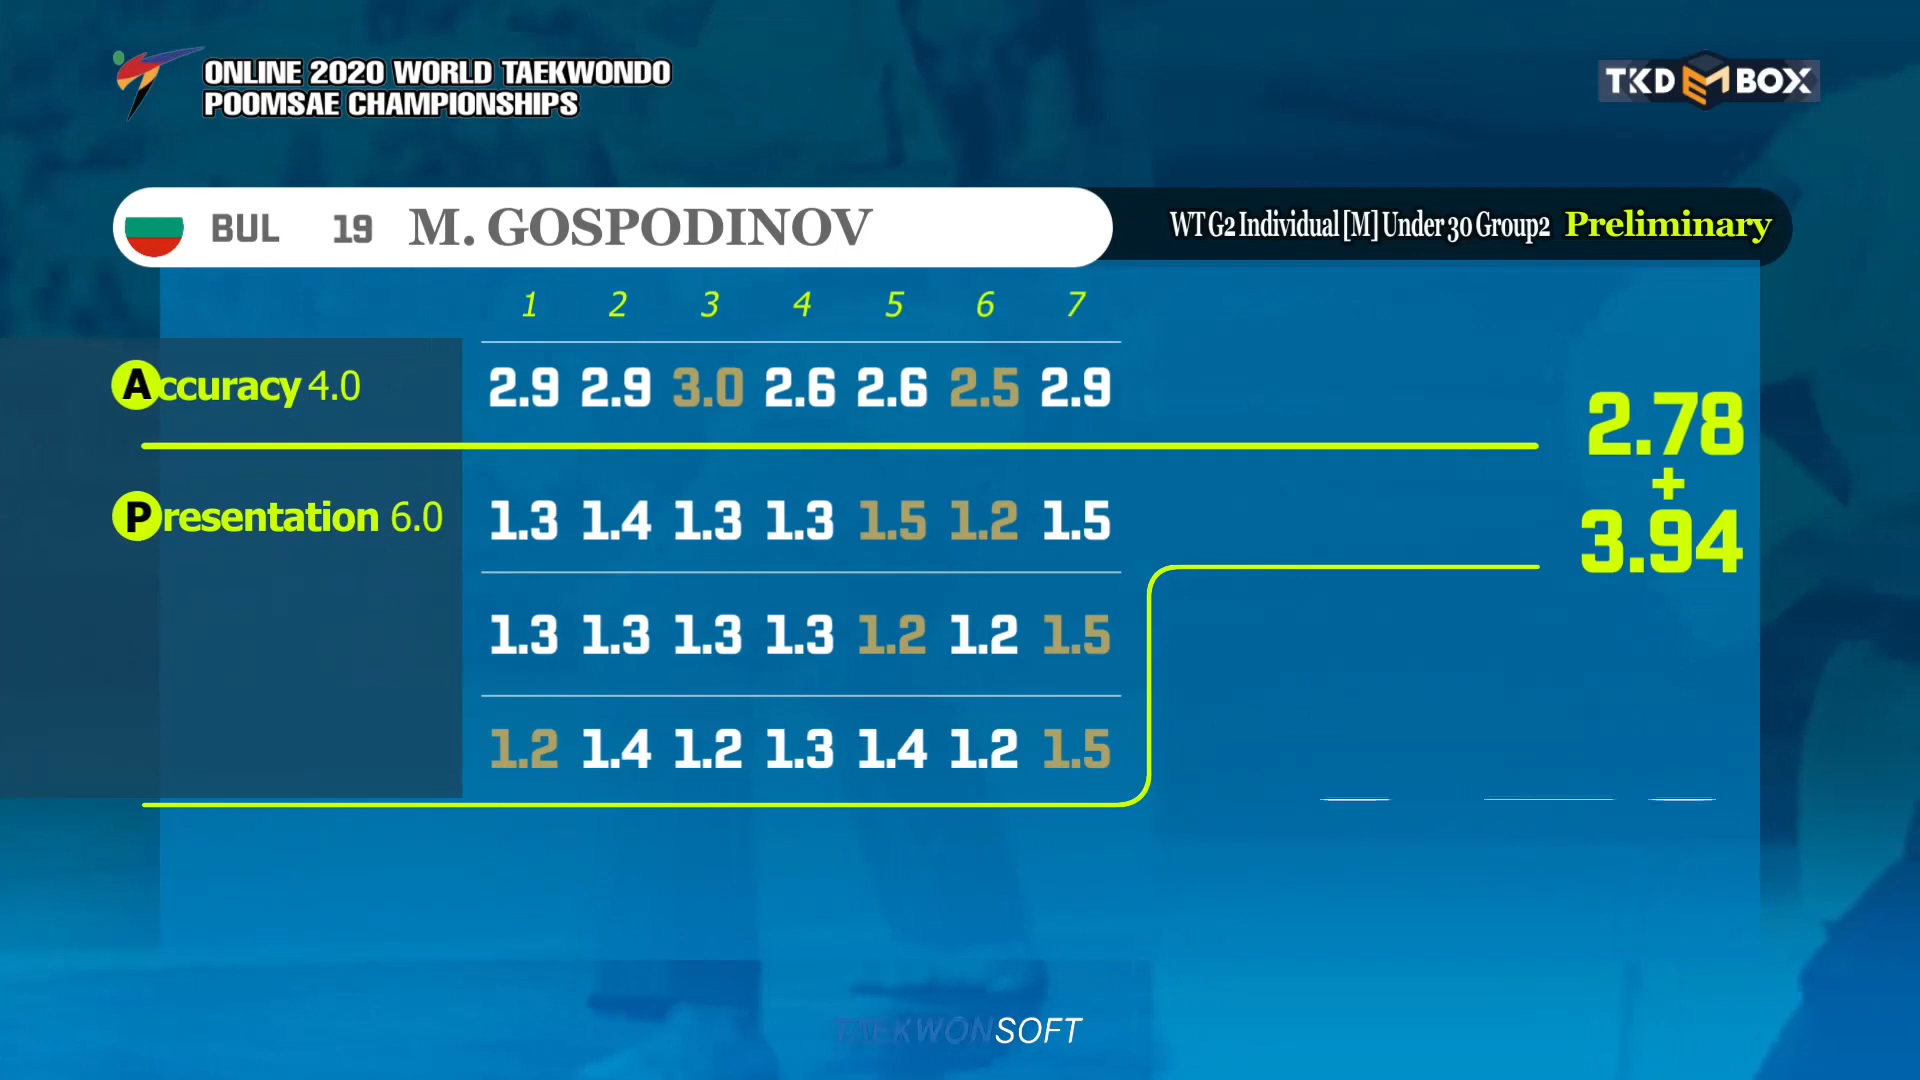 ONLINE 2020 WORLD TAEKWONDO
POOMSAE CHAMPIONSHIPS
TKD BOX
BUL 19 M. GOSPODINOV
WT G2 Individual [M] Under 30 Group2 Preliminary
1 2 3 4 5 6 7
Accuracy 4.0 2.9 2.9 3.0 2.6 2.6 2.5 2.9
2.78
+
3.94
Presentation 6.0 1.3 1.4 1.3 1.3 1.5 1.2 1.5
1.3 1.3 1.3 1.3 1.2 1.2 1.5
1.2 1.4 1.2 1.3 1.4 1.2 1.5
SOFT